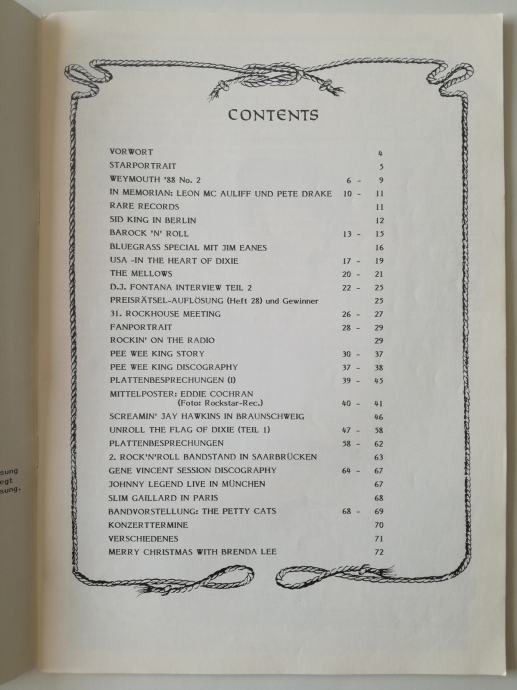 CONTENTS
VORWORT 4
STARPORTRAIT 5
WEYMOUTH '88 No. 2 6 - 9
IN MEMORIAN: LEON MC AULIFF UND PETE DRAKE 10 - 11
RARE RECORDS 11
SID KING IN BERLIN 12
BAROCK 'N' ROLL 13 - 15
BLUEGRASS SPECIAL MIT JIM EANES 16
USA -IN THE HEART OF DIXIE 17 - 19
THE MELLOWS 20 - 21
D.J. FONTANA INTERVIEW TEIL 2 22 - 25
PREISRÄTSEL-AUFLÖSUNG (Heft 28) und Gewinner 25
31. ROCKHOUSE MEETING 26 - 27
FANPORTRAIT 28 - 29
ROCKIN' ON THE RADIO 29
PEE WEE KING STORY 30 - 37
PEE WEE KING DISCOGRAPHY 37 - 38
PLATTENBESPRECHUNGEN (I) 39 - 45
MITTELPOSTER: EDDIE COCHRAN
(Foto: Rockstar-Rec.) 40 - 41
SCREAMIN' JAY HAWKINS IN BRAUNSCHWEIG 46
UNROLL THE FLAG OF DIXIE (TEIL 1) 47 - 58
PLATTENBESPRECHUNGEN 58 - 62
2. ROCK'N'ROLL BANDSTAND IN SAARBRÜCKEN 63
GENE VINCENT SESSION DISCOGRAPHY 64 - 67
JOHNNY LEGEND LIVE IN MÜNCHEN 67
SLIM GAILLARD IN PARIS 68
BANDVORSTELLUNG: THE PETTY CATS 68 - 69
KONZERTTERMINE 70
VERSCHIEDENES 71
MERRY CHRISTMAS WITH BRENDA LEE 72
sung
egt
sung.